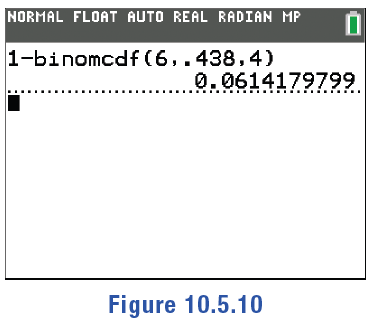 NORMAL FLOAT AUTO REAL RADIAN MP
1-binomcdf(6,.438,4)
0.0614179799
Figure 10.5.10